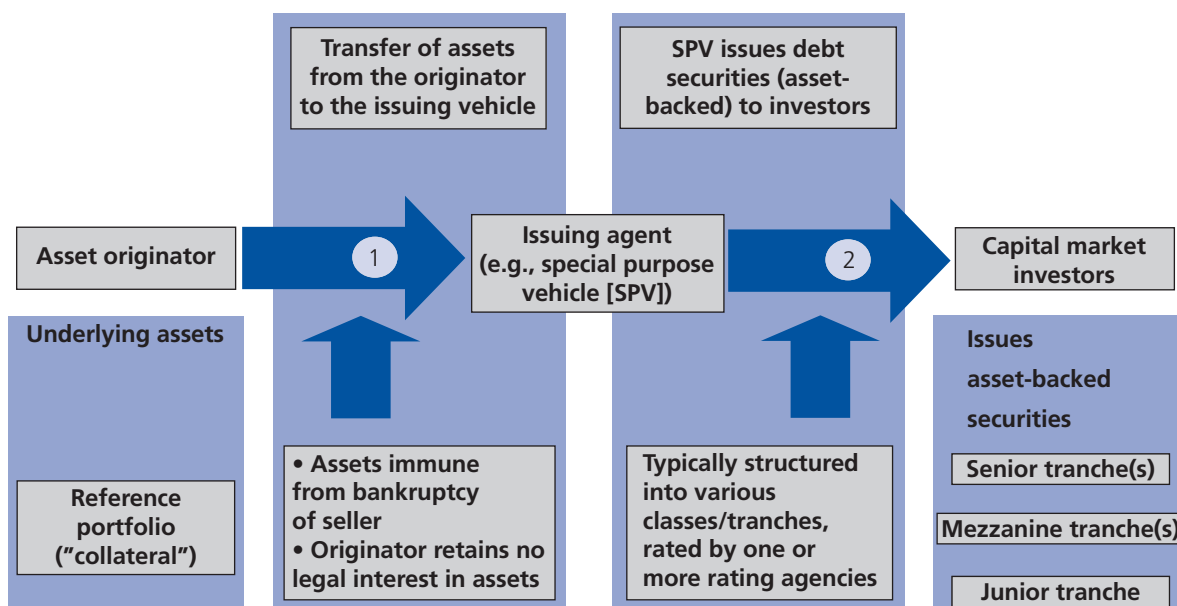 Transfer of assets
from the originator
to the issuing vehicle
SPV issues debt
securities (asset-
backed) to investors
Asset originator
1
Issuing agent
(e.g., special purpose
vehicle [SPV])
2
Capital market
investors
Underlying assets
Reference
portfolio
("collateral")
• Assets immune
from bankruptcy
of seller
• Originator retains no
legal interest in assets
Typically structured
into various
classes/tranches,
rated by one or
more rating agencies
Issues
asset-backed
securities
Senior tranche(s)
Mezzanine tranche(s)
Junior tranche